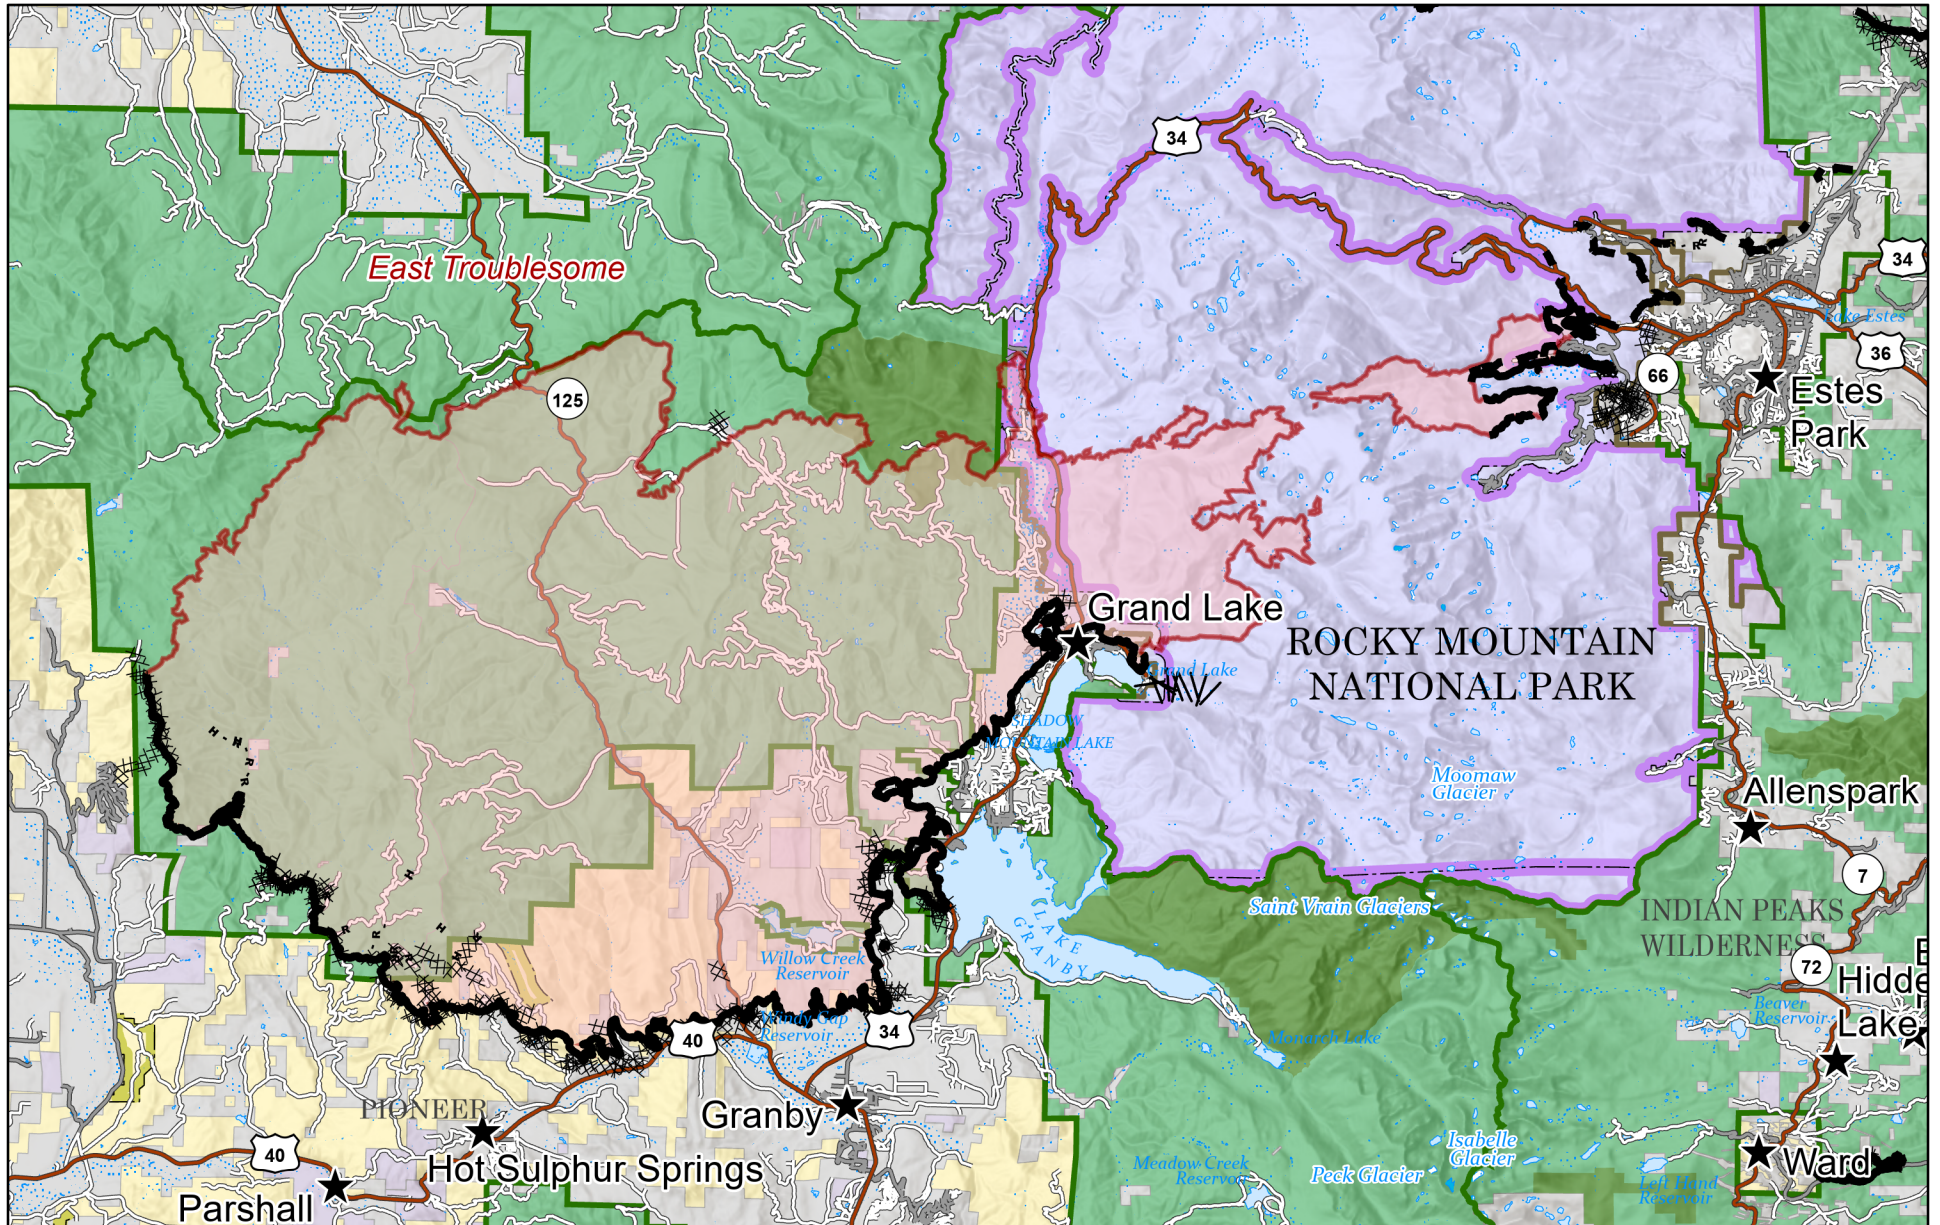 34
East Troublesome
34
Lake Estes
36
66
125
Estes
Park
Grand Lake
ROCKY MOUNTAIN
NATIONAL PARK
Grand Lake
SHADOW
MOUNTAIN LAKE
H - H - R - R
Moomaw
Glacier
Allenspark
7
H
Saint Vrain Glaciers
INDIAN PEAKS
WILDERNESS
LAKE
GRANBY
R - R
H
R
Willow Creek
Reservoir
72
Hidde
Lake
Beaver
Reservoir
Windy Gap
Reservoir
40
34
Monarch Lake
PIONEER
Granby
40
Hot Sulphur Springs
Parshall
Isabelle
Glacier
Meadow Creek
Reservoir
Peck Glacier
Ward
Left Hand
Reservoir